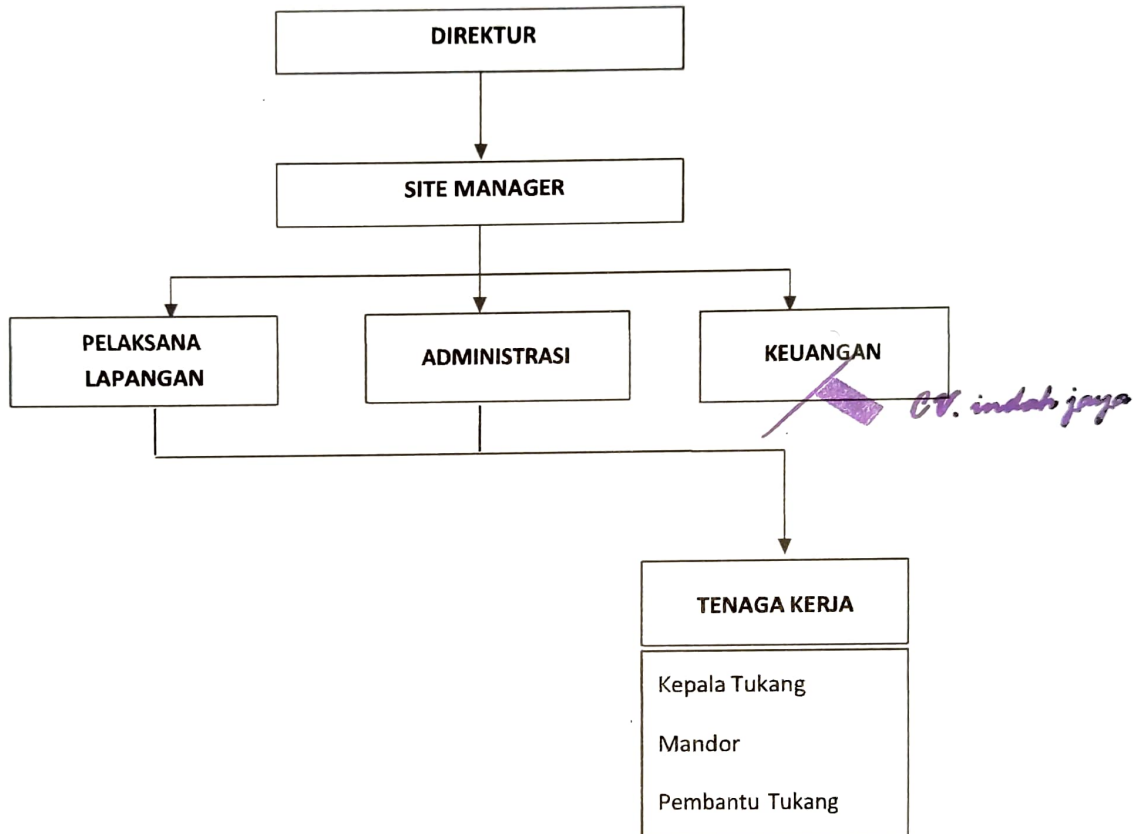 DIREKTUR
SITE MANAGER
PELAKSANA
LAPANGAN
ADMINISTRASI
KEUANGAN
CV. indah jaya
TENAGA KERJA
Kepala Tukang
Mandor
Pembantu Tukang